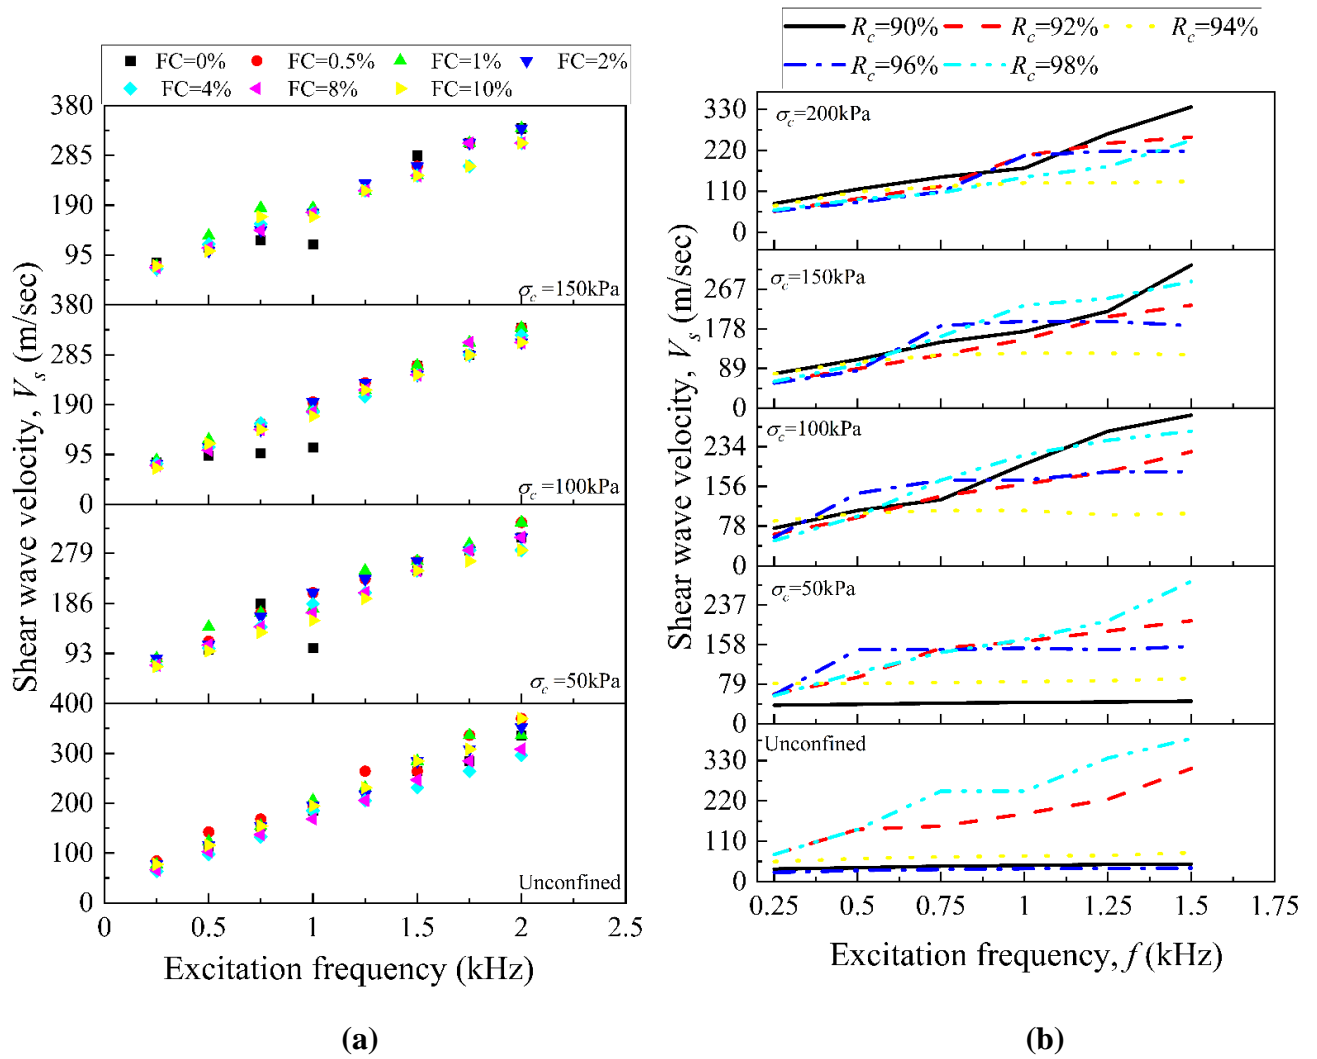 FC=0% FC=0.5% FC=1% FC=2%
FC=4% FC=8% FC=10%
380
285
190
95
σc=150kPa
380
285
190
95
0
σc=100kPa
279
186
93
σc=50kPa
400
300
200
100
0
Unconfined
0 0.5 1.0 1.5 2.0 2.5
Excitation frequency (kHz)
Shear wave velocity, Vs (m/sec)
(a)
Rc=90% Rc=92% Rc=94%
Rc=96% Rc=98%
σc=200kPa
330
220
110
0
σc=150kPa
267
178
89
0
σc=100kPa
234
156
78
0
σc=50kPa
237
158
79
0
Unconfined
330
220
110
0
0.25 0.5 0.75 1 1.25 1.5 1.75
Excitation frequency, f (kHz)
Shear wave velocity, Vs (m/sec)
(b)